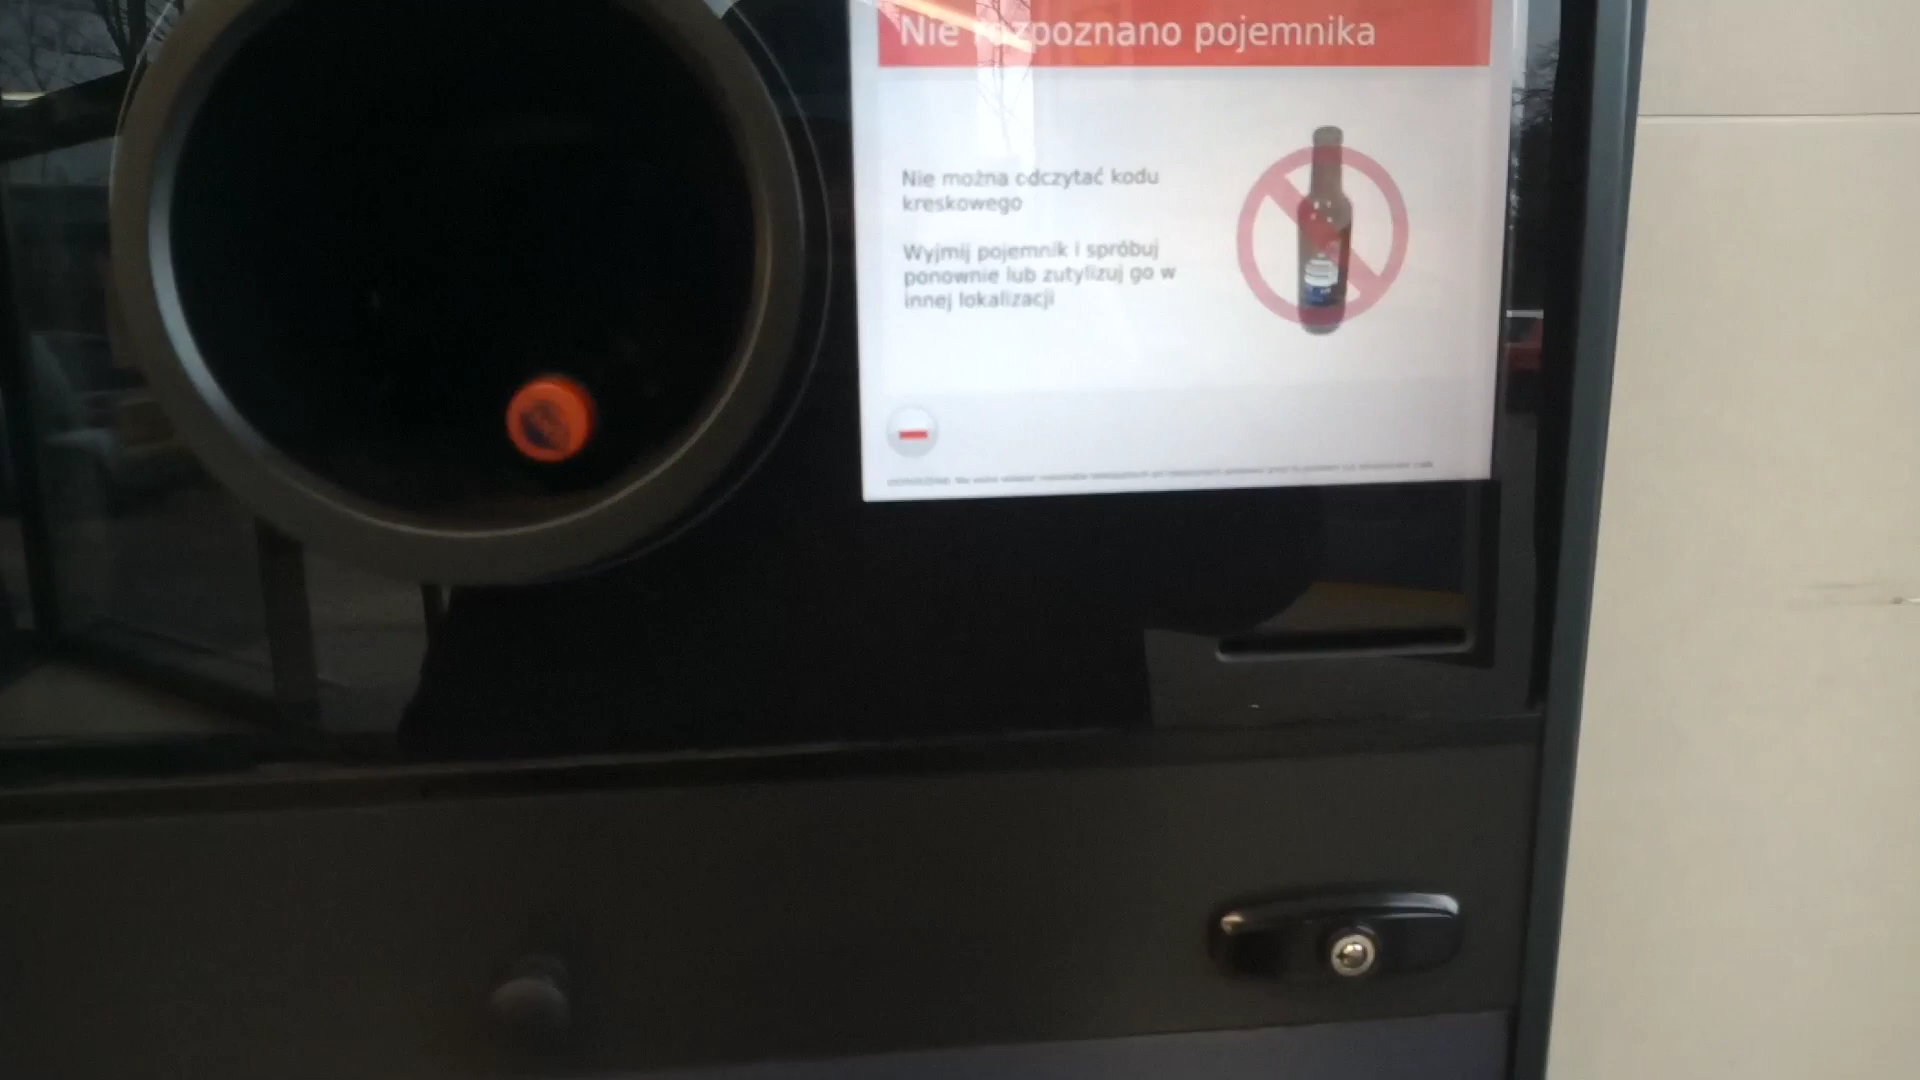 Nie rozpoznano pojemnika
Nie można odczytać kodu
kreskowego
Wyjmij pojemnik i spróbuj
ponownie lub zutylizuj go w
innej lokalizacji